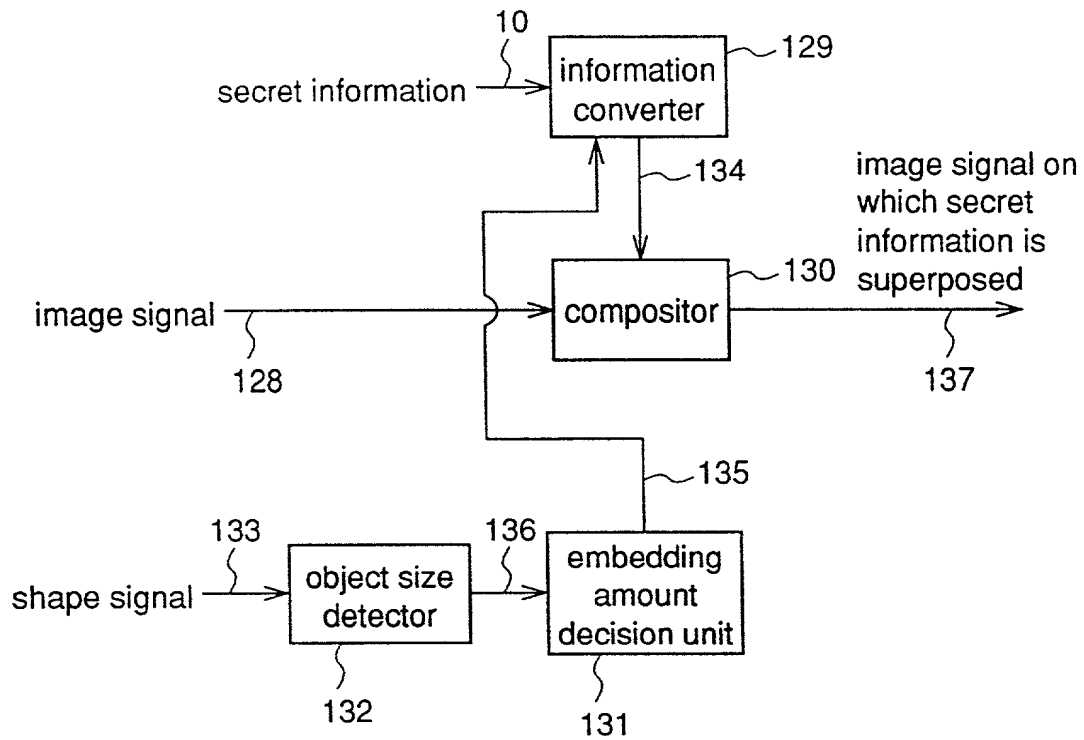 10
129
secret information
information
converter
134
image signal on
which secret
information is
superposed
130
image signal
compositor
128
137
135
133
136
shape signal
object size
detector
embedding
amount
decision unit
132
131